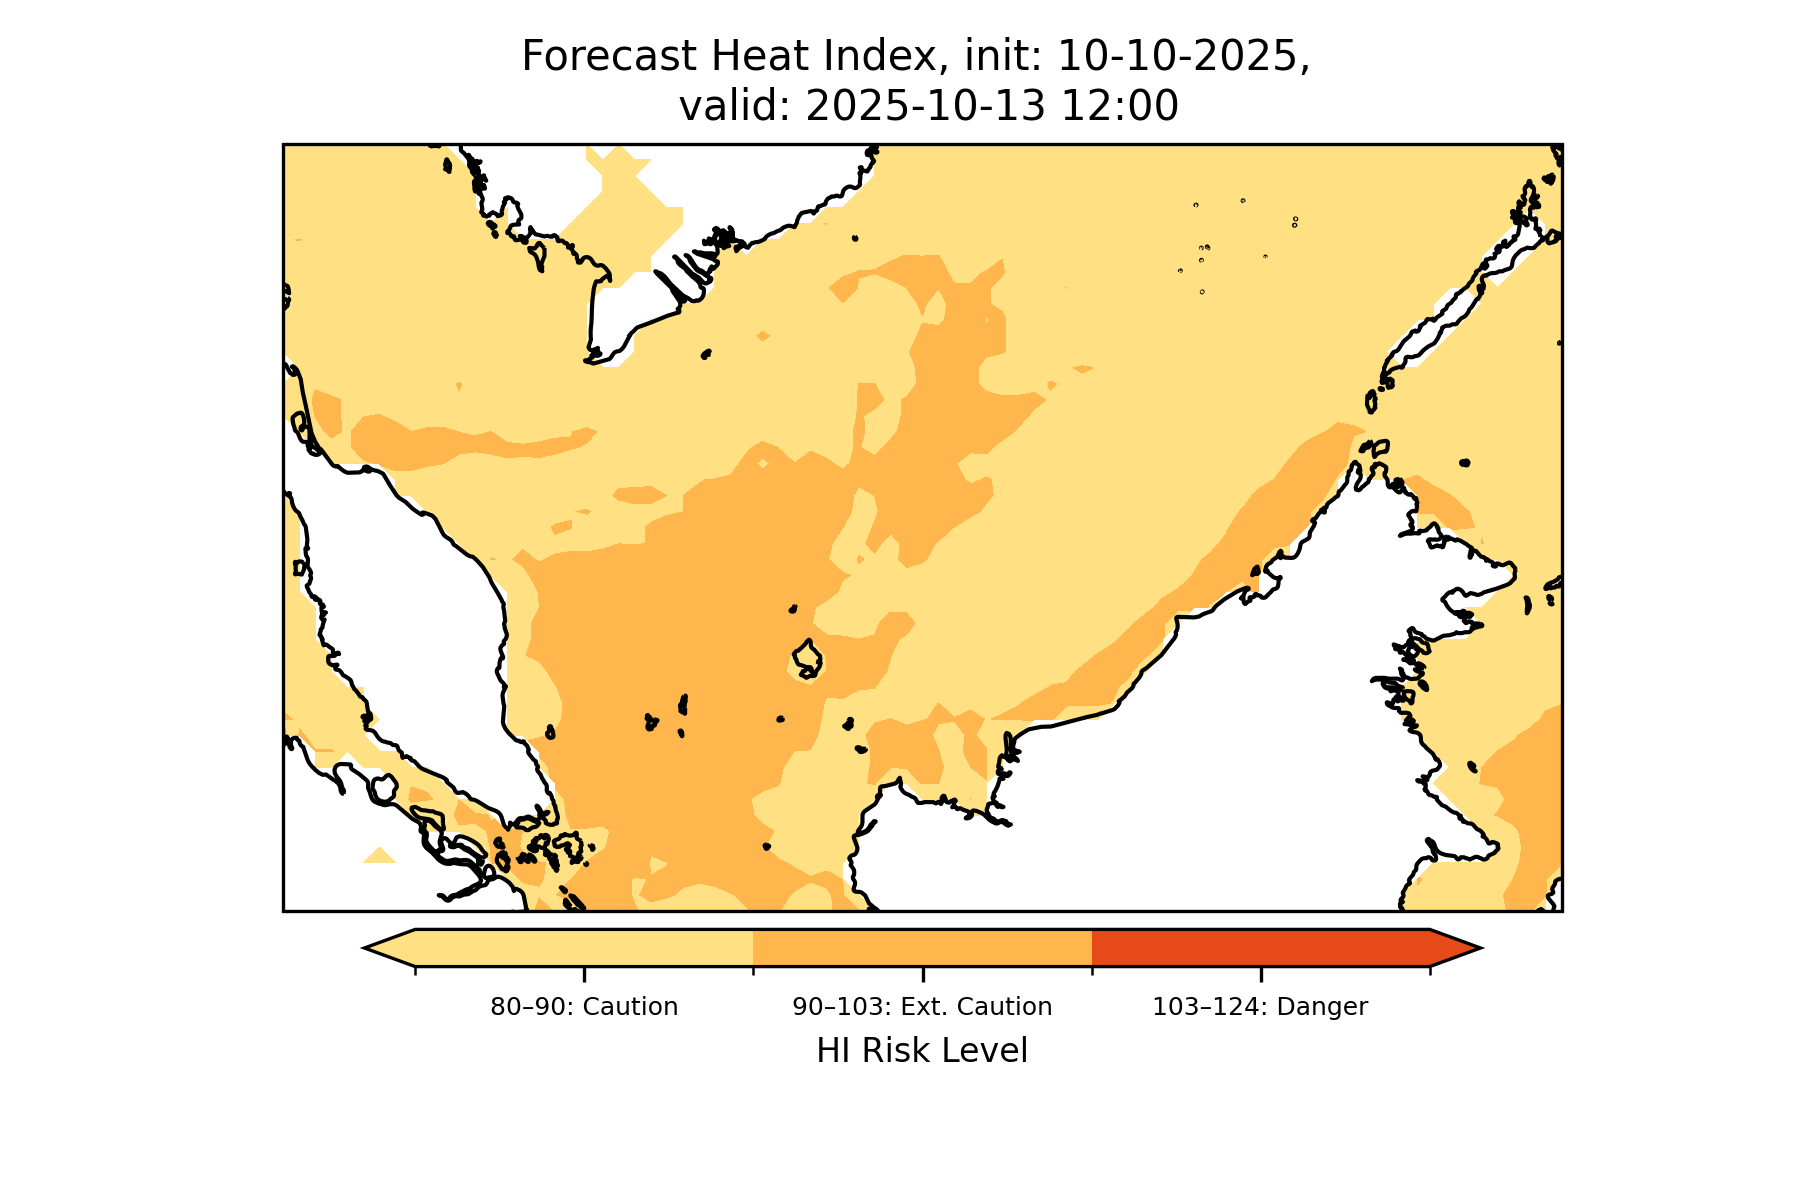 Forecast Heat Index, init: 10-10-2025,
valid: 2025-10-13 12:00
80–90: Caution
90–103: Ext. Caution
103–124: Danger
HI Risk Level